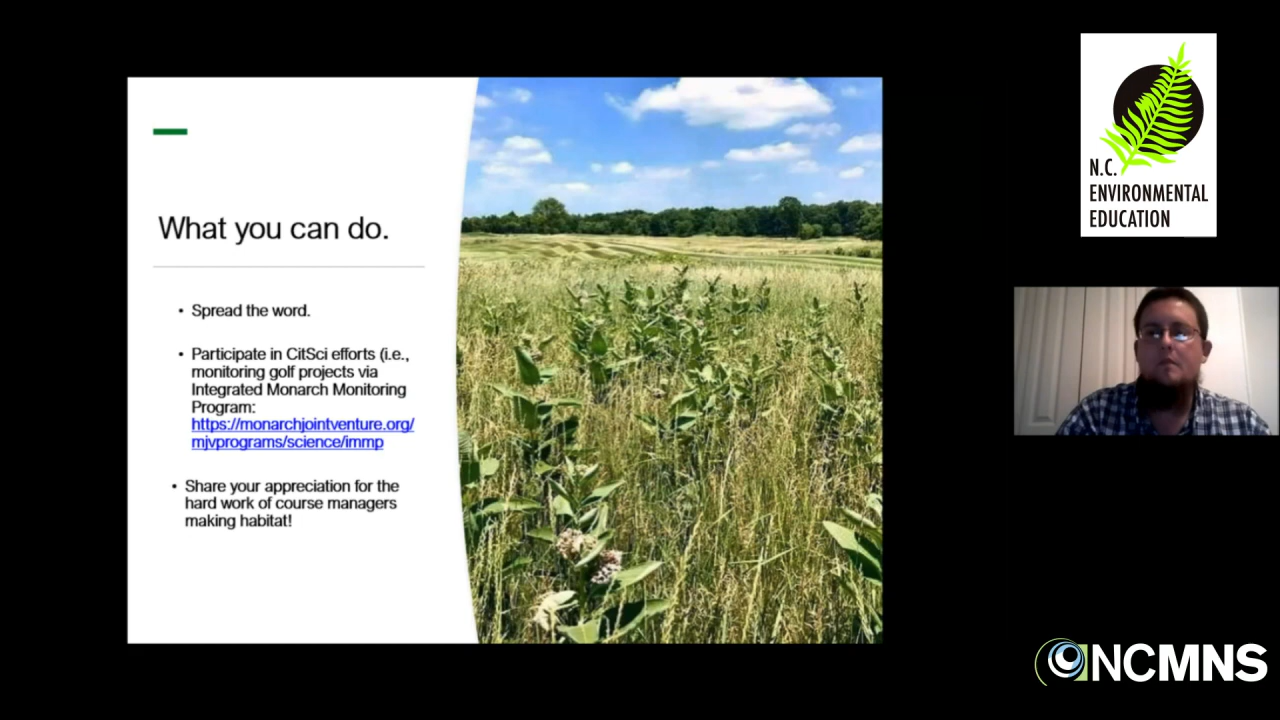 What you can do.
• Spread the word.
• Participate in CitSci efforts (i.e.,
monitoring golf projects via
Integrated Monarch Monitoring
Program:
https://monarchjointventure.org/
mjvprograms/science/immp
• Share your appreciation for the
hard work of course managers
making habitat!
N.C.
ENVIRONMENTAL
EDUCATION
NCMNS